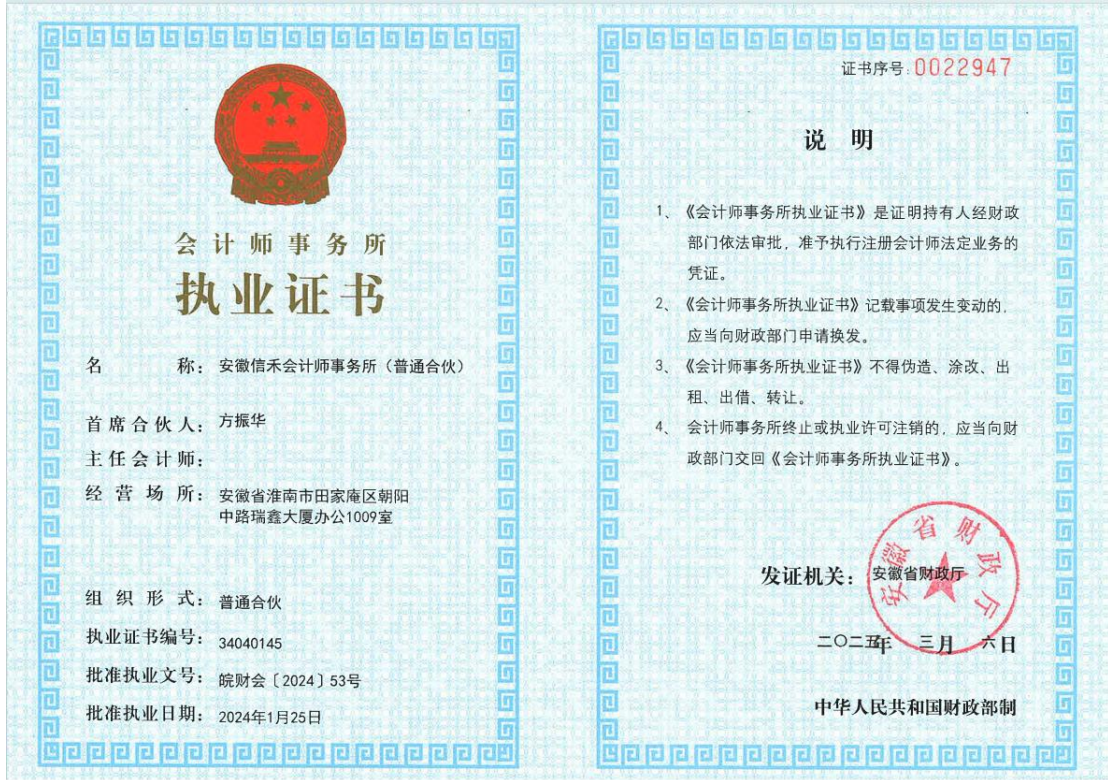 会计师事务所
执业证书
名 称：安徽信禾会计师事务所（普通合伙）
首席合伙人：方振华
主任会计师：
经营场所：安徽省淮南市田家庵区朝阳
中路瑞鑫大厦办公1009室
组织形式：普通合伙
执业证书编号：34040145
批准执业文号：皖财会〔2024〕53号
批准执业日期：2024年1月25日
证书序号：0022947
说 明
1、《会计师事务所执业证书》是证明持有人经财政
部门依法审批，准予执行注册会计师法定业务的
凭证。
2、《会计师事务所执业证书》记载事项发生变动的，
应当向财政部门申请换发。
3、《会计师事务所执业证书》不得伪造、涂改、出
租、出借、转让。
4、会计师事务所终止或执业许可注销的，应当向财
政部门交回《会计师事务所执业证书》。
安徽省财政厅
发证机关：安徽省财政厅
二〇二五年 三月 六日
中华人民共和国财政部制